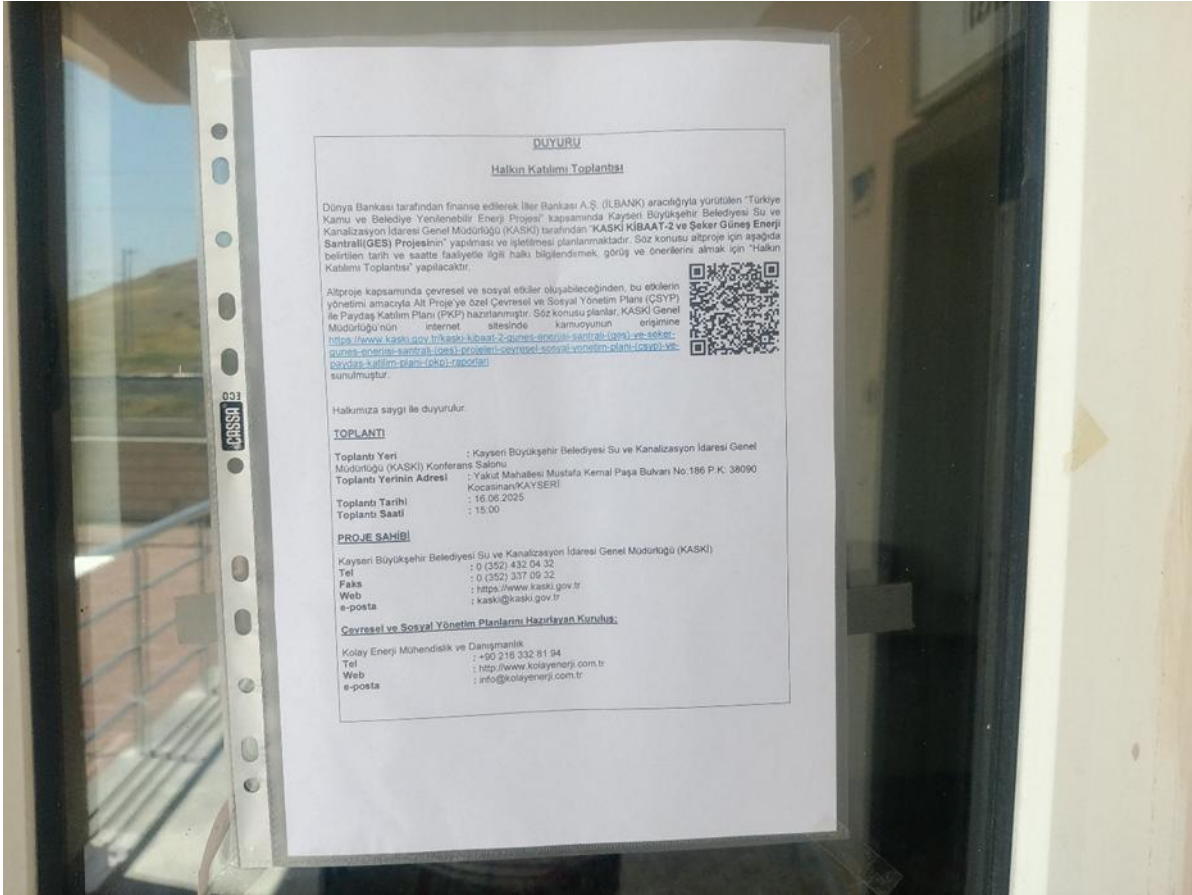 DUYURU
Halkın Katılımı Toplantısı
Dünya Bankası tarafından finanse edilerek İller Bankası A.Ş. (İLBANK) aracılığıyla yürütülen "Türkiye
Kamu ve Belediye Yenilenebilir Enerji Projesi" kapsamında Kayseri Büyükşehir Belediyesi Su ve
Kanalizasyon İdaresi Genel Müdürlüğü (KASKİ) tarafından "KASKİ KİBAAT-2 ve Şeker Güneş Enerji
Santrali(GES) Projesinin" yapılması ve işletilmesi planlanmaktadır. Söz konusu altproje için aşağıda
belirtilen tarih ve saatte faaliyetle ilgili halkı bilgilendirmek, görüş ve önerilerini almak için "Halkın
Katılımı Toplantısı" yapılacaktır.
Altproje kapsamında çevresel ve sosyal etkiler oluşabileceğinden, bu etkilerin
yönetimi amacıyla Alt Proje'ye özel Çevresel ve Sosyal Yönetim Planı (ÇSYP)
ile Paydaş Katılım Planı (PKP) hazırlanmıştır. Söz konusu planlar, KASKİ Genel
Müdürlüğü'nün internet sitesinde kamuoyunun erişimine
https://www.kaski.gov.tr/kaski-kibaat-2-gunes-enerjisi-santrali-(ges)-ve-seker-
gunes-enerjisi-santrali-(ges)-projeleri-cevresel-sosyal-yonetim-plani-(csyp)-ve-
paydas-katilim-plani-(pkp)-raporlari
sunulmuştur.
Halkımıza saygı ile duyurulur.
TOPLANTI
Toplantı Yeri : Kayseri Büyükşehir Belediyesi Su ve Kanalizasyon İdaresi Genel
Müdürlüğü (KASKİ) Konferans Salonu
Toplantı Yerinin Adresi : Yakut Mahallesi Mustafa Kemal Paşa Bulvarı No:186 P.K: 38090
Kocasinan/KAYSERİ
Toplantı Tarihi : 16.06.2025
Toplantı Saati : 15:00
PROJE SAHİBİ
Kayseri Büyükşehir Belediyesi Su ve Kanalizasyon İdaresi Genel Müdürlüğü (KASKİ)
Tel : 0 (352) 432 04 32
Faks : 0 (352) 337 09 32
Web : https://www.kaski.gov.tr
e-posta : kaski@kaski.gov.tr
Çevresel ve Sosyal Yönetim Planlarını Hazırlayan Kuruluş:
Kolay Enerji Mühendislik ve Danışmanlık
Tel : +90 216 332 81 94
Web : http://www.kolayenerji.com.tr
e-posta : info@kolayenerji.com.tr
CASSA ECO